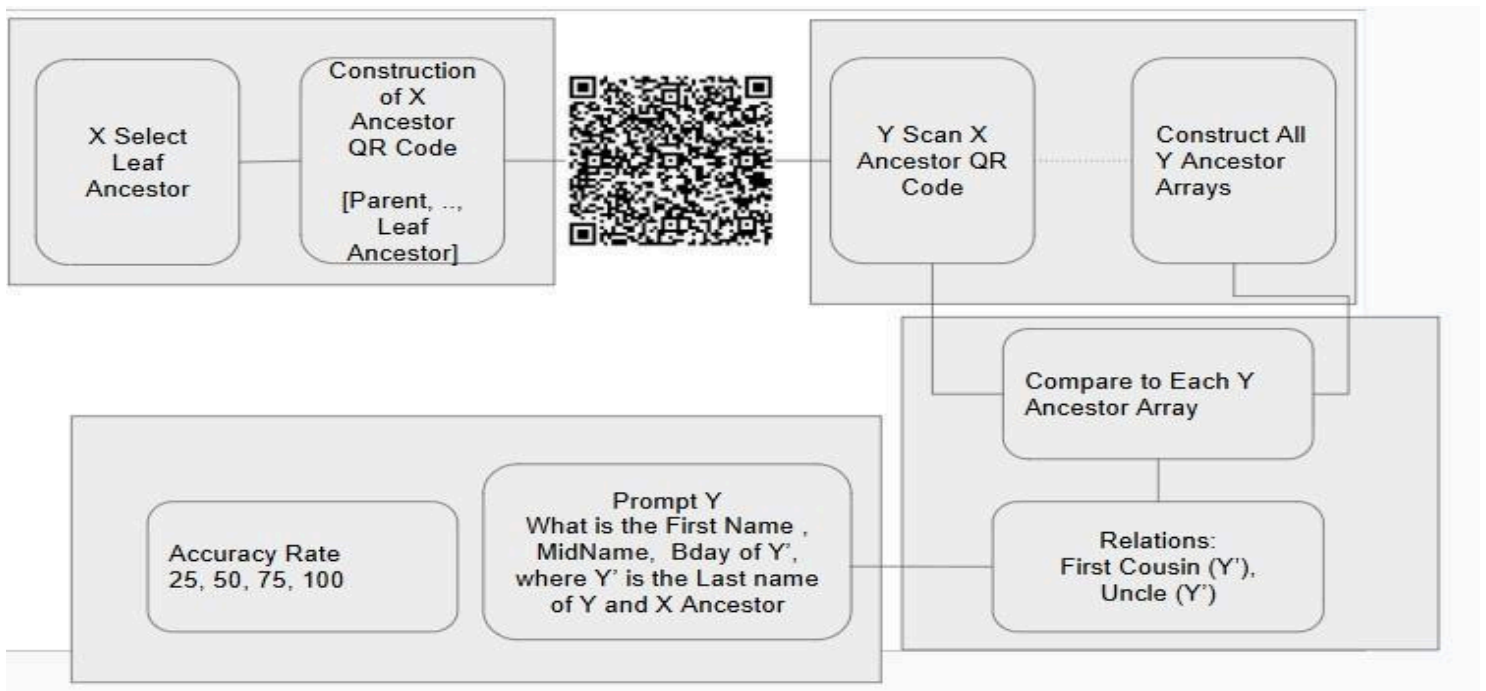 X Select
Leaf
Ancestor
Construction
of X
Ancestor
QR Code
[Parent, ..,
Leaf
Ancestor]
Y Scan X
Ancestor QR
Code
Construct All
Y Ancestor
Arrays
Compare to Each Y
Ancestor Array
Relations:
First Cousin (Y’),
Uncle (Y’)
Prompt Y
What is the First Name ,
MidName, Bday of Y’,
where Y’ is the Last name
of Y and X Ancestor
Accuracy Rate
25, 50, 75, 100